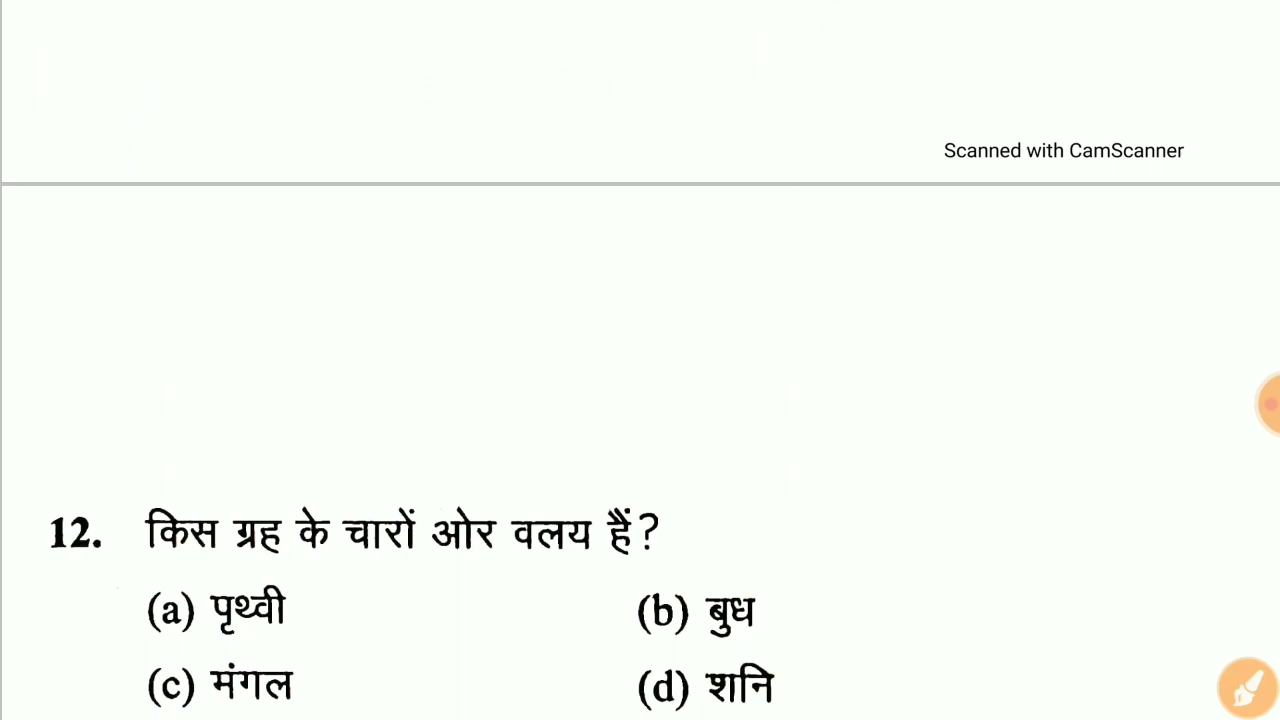 Scanned with CamScanner
12. किस ग्रह के चारों ओर वलय हैं?
(a) पृथ्वी (b) बुध
(c) मंगल (d) शनि